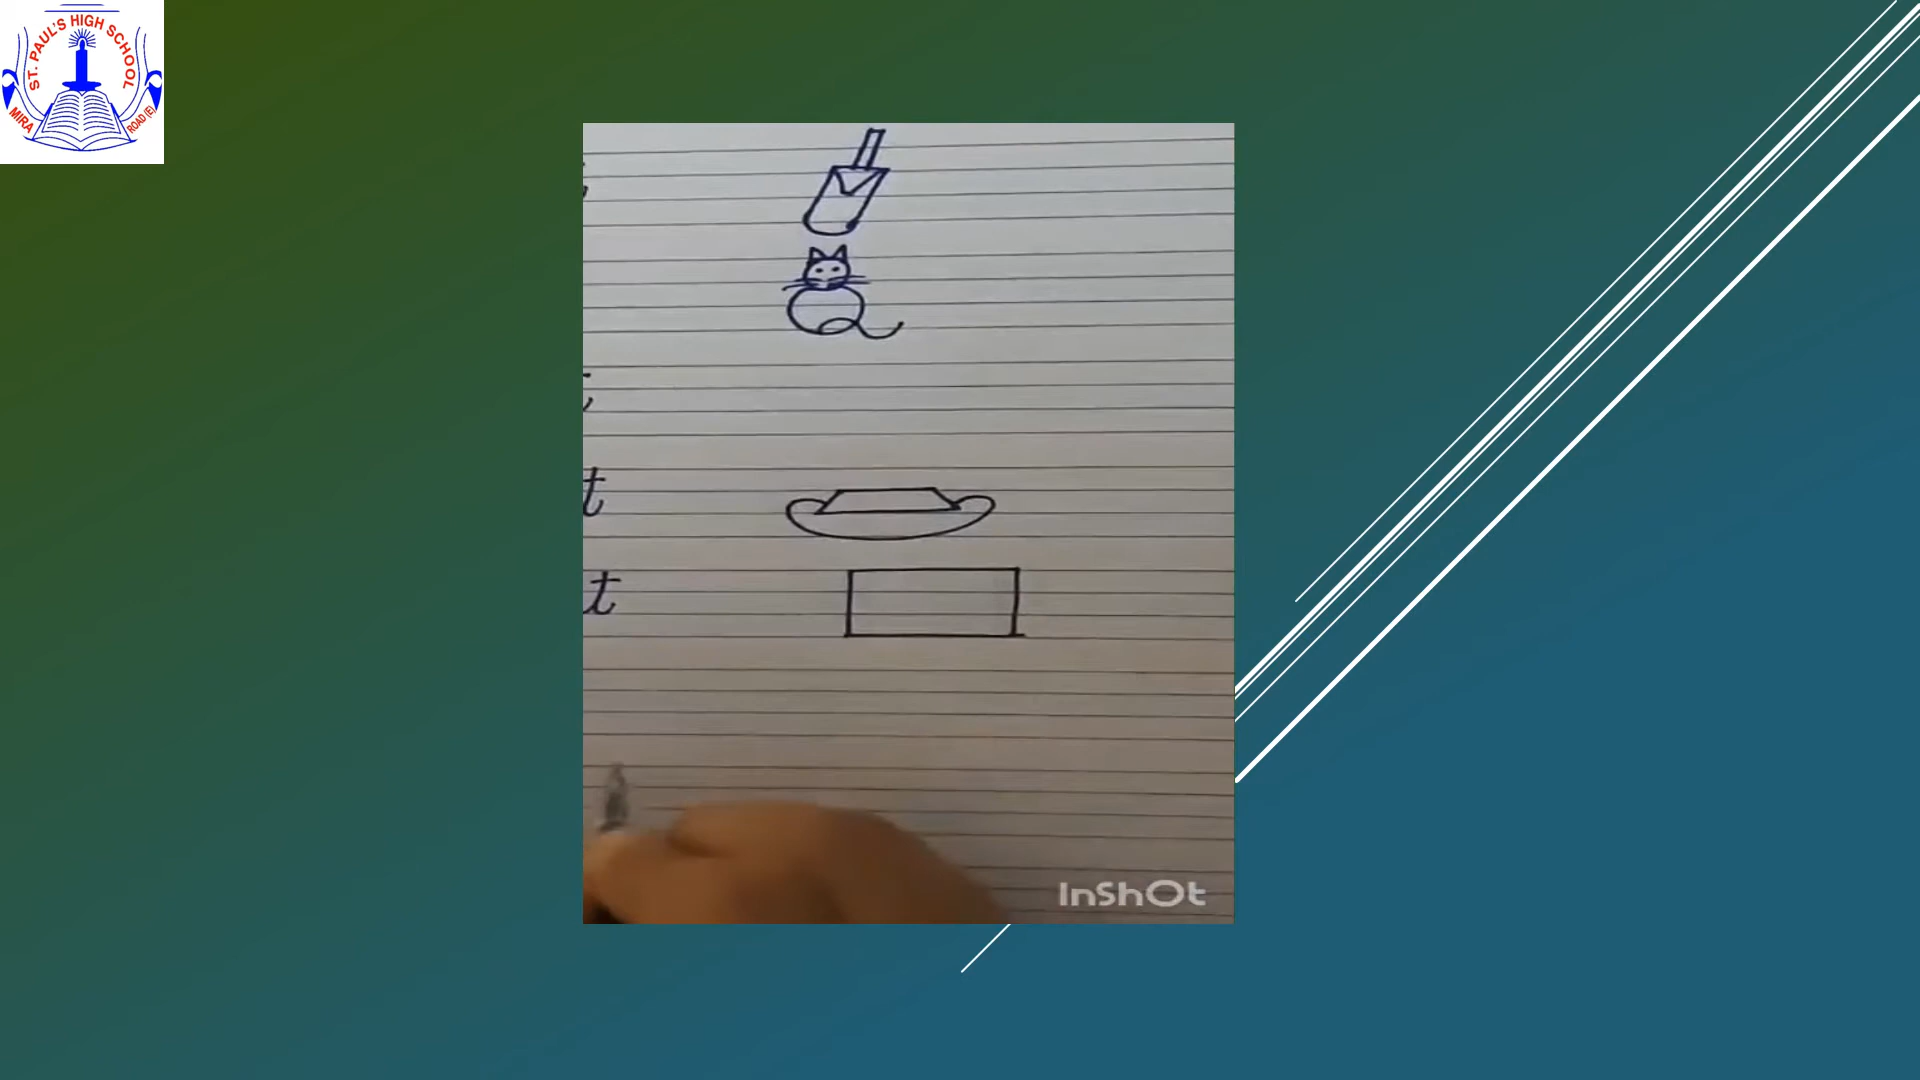 ST. PAUL'S HIGH SCHOOL
MIRA ROAD (E)
t
t
InShOt